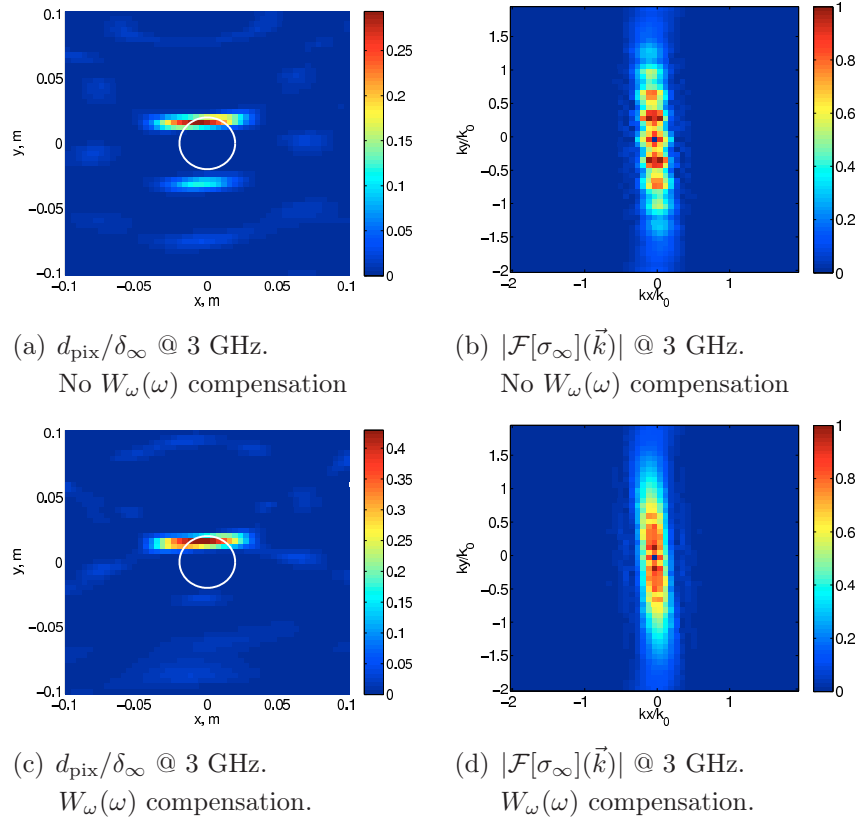 0.1
0.05
0
−0.05
−0.1
y, m
−0.1 −0.05 0 0.05 0.1
x, m
0.25
0.2
0.15
0.1
0.05
0
1.5
1
0.5
0
−0.5
−1
−1.5
−2
ky/k0
−2 −1 0 1
kx/k0
1
0.8
0.6
0.4
0.2
0
(a) d_pix/δ_∞ @ 3 GHz.
No W_ω(ω) compensation
(b) |F[σ_∞](k⃗)| @ 3 GHz.
No W_ω(ω) compensation
0.1
0.05
0
−0.05
−0.1
y, m
−0.1 −0.05 0 0.05 0.1
x, m
0.4
0.35
0.3
0.25
0.2
0.15
0.1
0.05
0
1.5
1
0.5
0
−0.5
−1
−1.5
−2
ky/k0
−2 −1 0 1
kx/k0
1
0.8
0.6
0.4
0.2
0
(c) d_pix/δ_∞ @ 3 GHz.
W_ω(ω) compensation.
(d) |F[σ_∞](k⃗)| @ 3 GHz.
W_ω(ω) compensation.